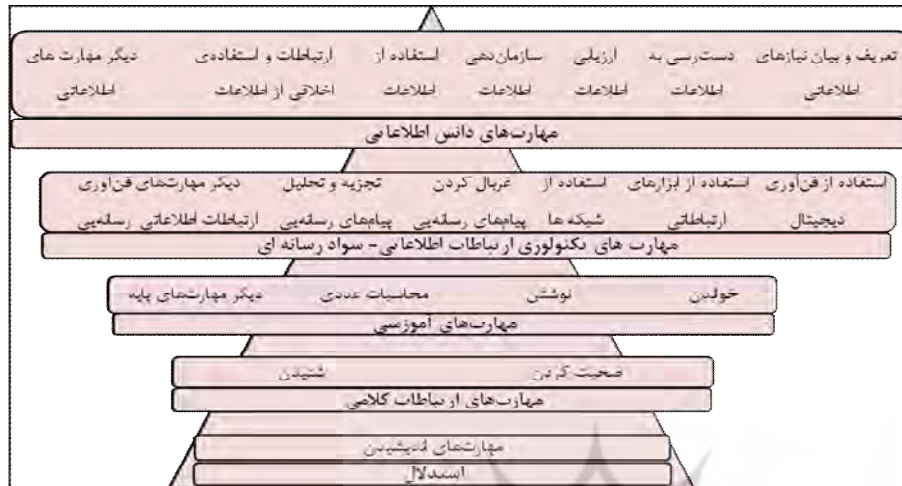 تعریف و بیان نیازهای دست‌رسی به ارزیابی سازمان‌دهی استفاده از ارتباطات و استفاده‌ی دیگر مهارت های
اطلاعاتی اطلاعات اطلاعات اطلاعات اطلاعات اخلاقی از اطلاعات اطلاعاتی
مهارت‌های دانش اطلاعاتی
استفاده از فن‌آوری استفاده از ابزارهای استفاده از غربال کردن تجزیه و تحلیل دیگر مهارت‌های فن‌آوری
دیجیتال ارتباطاتی شبکه ها پیام‌های رسانه‌یی پیام‌های رسانه‌یی ارتباطات اطلاعاتی رسانه‌یی
مهارت های تکنولوژی ارتباطات اطلاعاتی- سواد رسانه ای
خواندن نوشتن محاسبات عددی دیگر مهارت‌های پایه
مهارت‌های آموزسی
صحبت کردن شنیدن
مهارت‌های ارتباطات کلامی
مهارت‌های اندیشیدن
استدلال